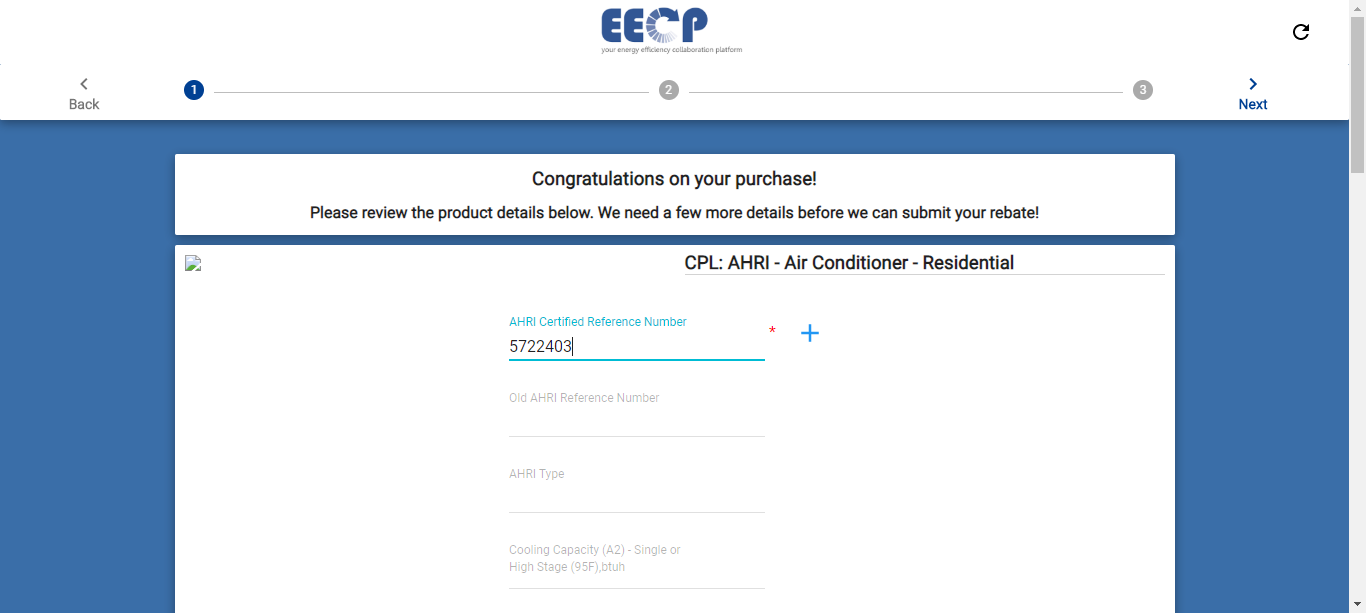 EECP
your energy efficiency collaboration platform
Back
1
2
3
Next
Congratulations on your purchase!
Please review the product details below. We need a few more details before we can submit your rebate!
CPL: AHRI - Air Conditioner - Residential
AHRI Certified Reference Number
*
5722403
Old AHRI Reference Number
AHRI Type
Cooling Capacity (A2) - Single or
High Stage (95F),btuh